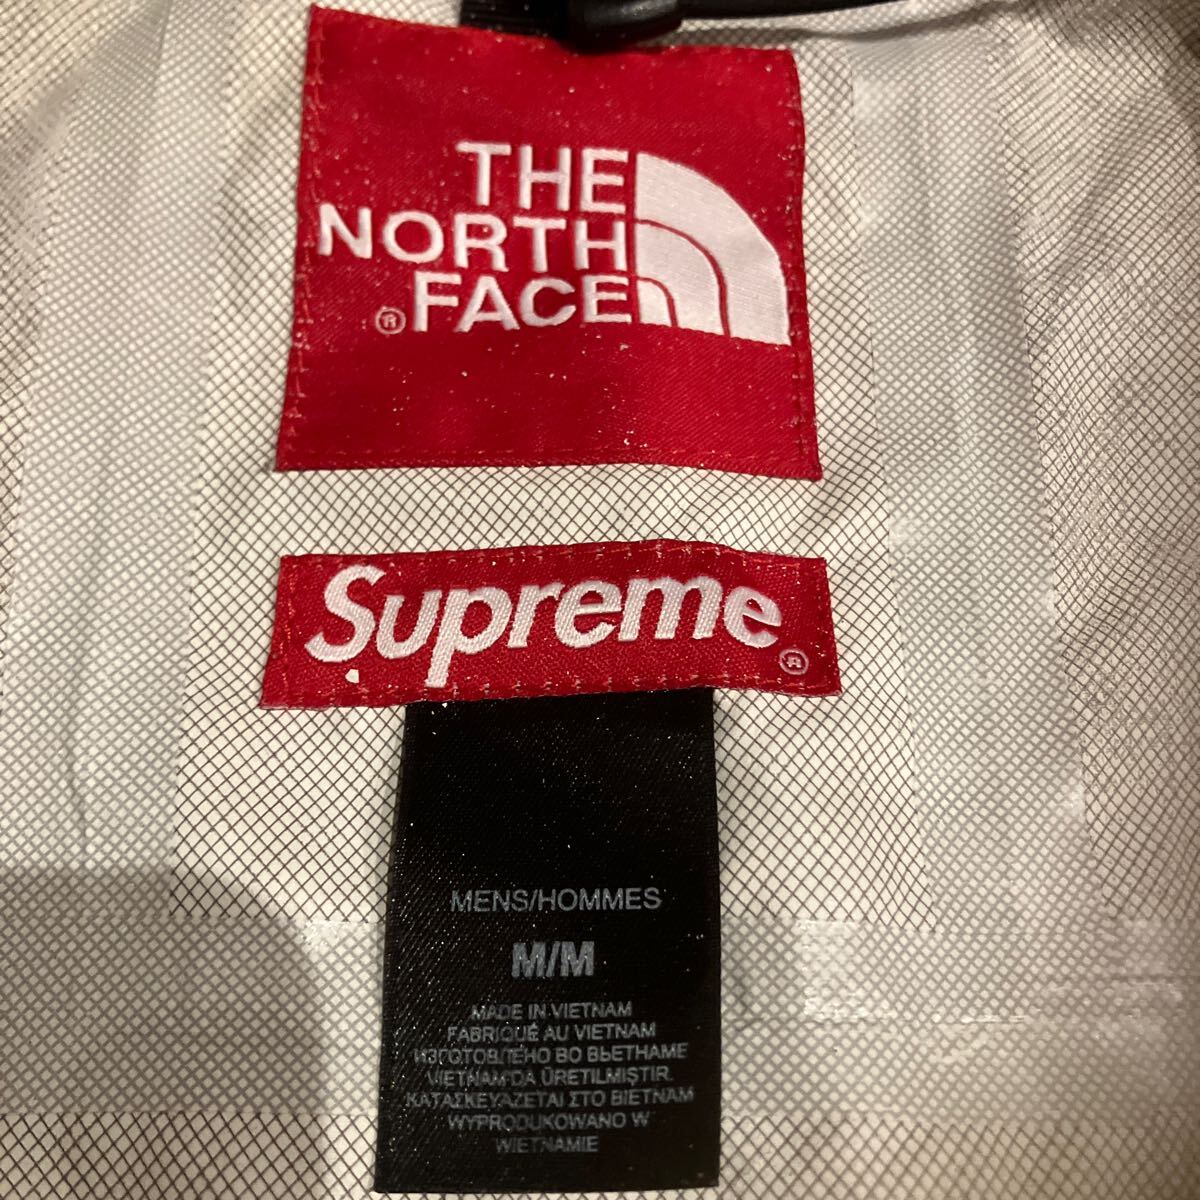 THE
NORTH
® FACE
Supreme ®
MENS/HOMMES
M/M
MADE IN VIETNAM
FABRIQUÉ AU VIETNAM
ИЗГОТОВЛЕНО ВО ВЬЕТНАМЕ
VIETNAM'DA ÜRETILMIŞTIR.
ΚΑΤΑΣΚΕΥΑΖΕΤΑΙ ΣΤΟ ΒΙΕΤΝΑΜ
WYPRODUKOWANO W
WIETNAMIE